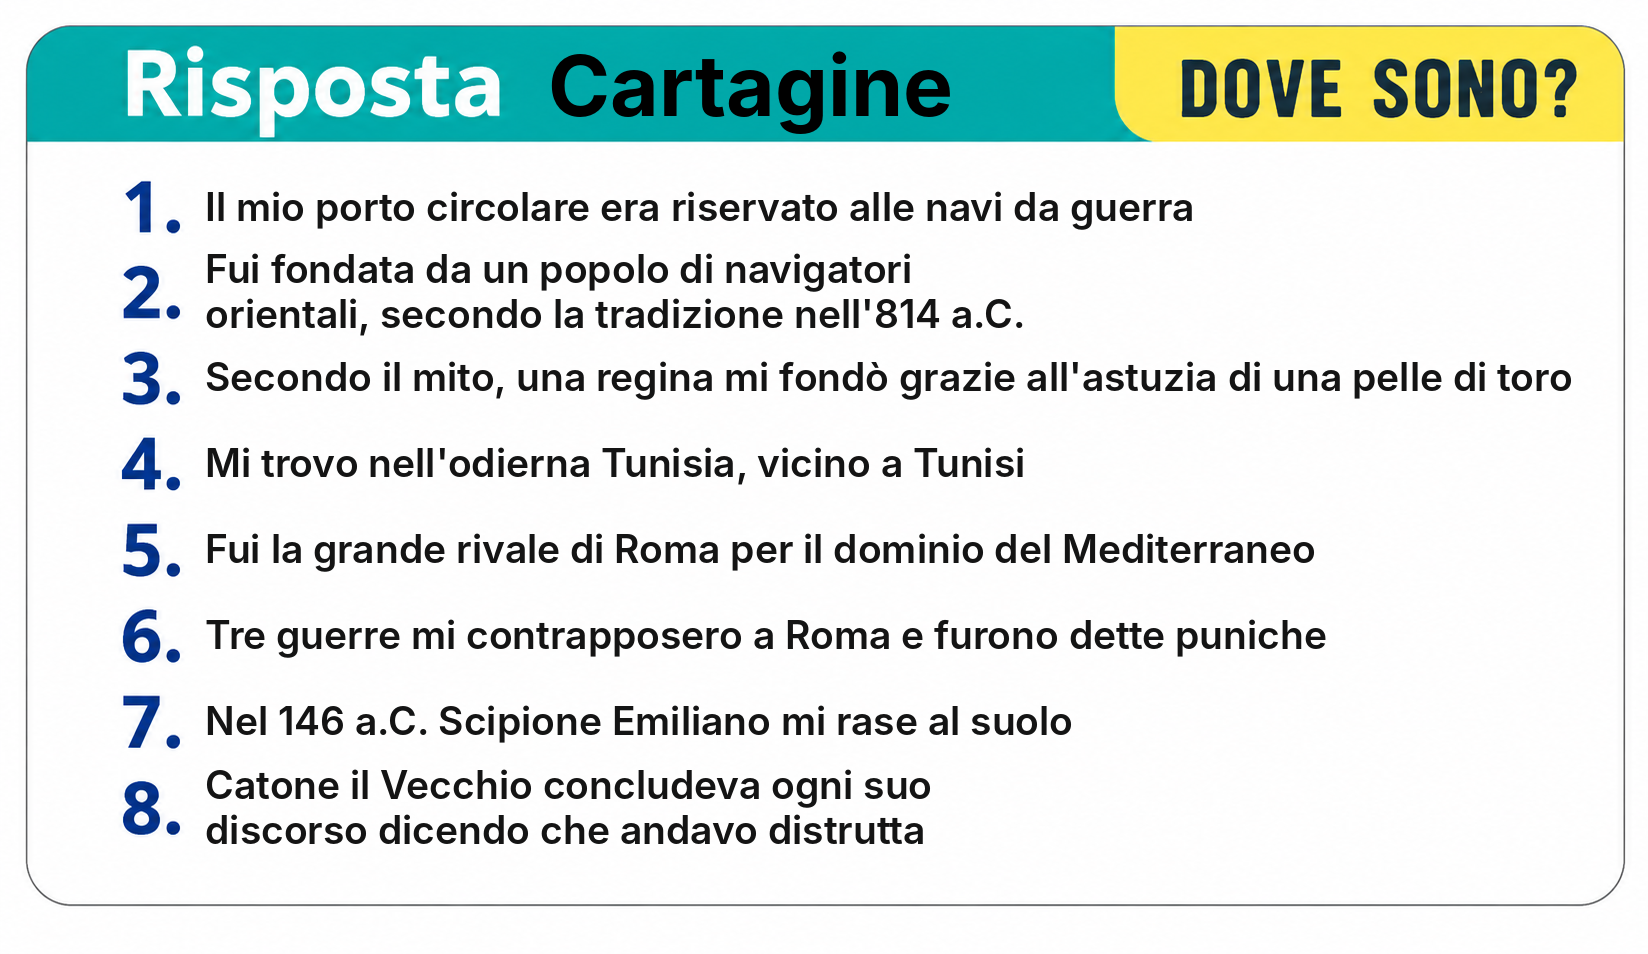 Risposta Cartagine
DOVE SONO?
1. Il mio porto circolare era riservato alle navi da guerra
2. Fui fondata da un popolo di navigatori
orientali, secondo la tradizione nell'814 a.C.
3. Secondo il mito, una regina mi fondò grazie all'astuzia di una pelle di toro
4. Mi trovo nell'odierna Tunisia, vicino a Tunisi
5. Fui la grande rivale di Roma per il dominio del Mediterraneo
6. Tre guerre mi contrapposero a Roma e furono dette puniche
7. Nel 146 a.C. Scipione Emiliano mi rase al suolo
8. Catone il Vecchio concludeva ogni suo
discorso dicendo che andavo distrutta